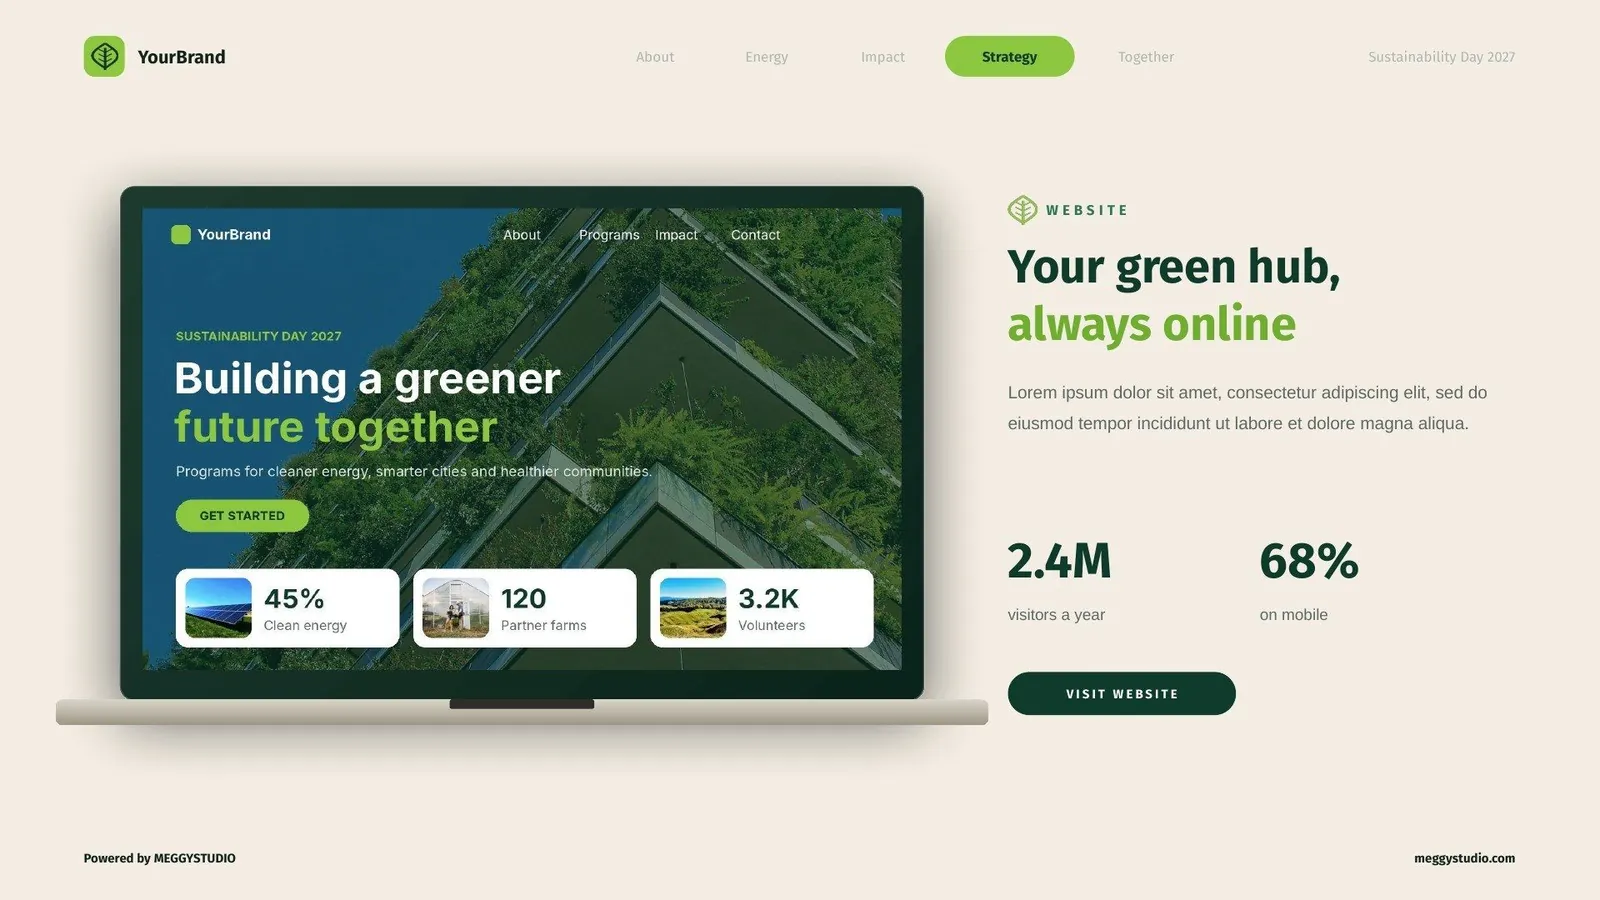 YourBrand
About
Energy
Impact
Strategy
Together
Sustainability Day 2027
YourBrand
About
Programs
Impact
Contact
SUSTAINABILITY DAY 2027
Building a greener
future together
Programs for cleaner energy, smarter cities and healthier communities.
GET STARTED
45%
Clean energy
120
Partner farms
3.2K
Volunteers
WEBSITE
Your green hub,
always online
Lorem ipsum dolor sit amet, consectetur adipiscing elit, sed do
eiusmod tempor incididunt ut labore et dolore magna aliqua.
2.4M
visitors a year
68%
on mobile
VISIT WEBSITE
Powered by MEGGYSTUDIO
meggystudio.com